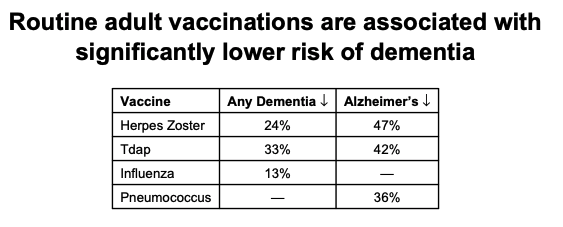 Routine adult vaccinations are associated with
significantly lower risk of dementia
Vaccine Any Dementia ↓ Alzheimer's ↓
Herpes Zoster 24% 47%
Tdap 33% 42%
Influenza 13% —
Pneumococcus — 36%